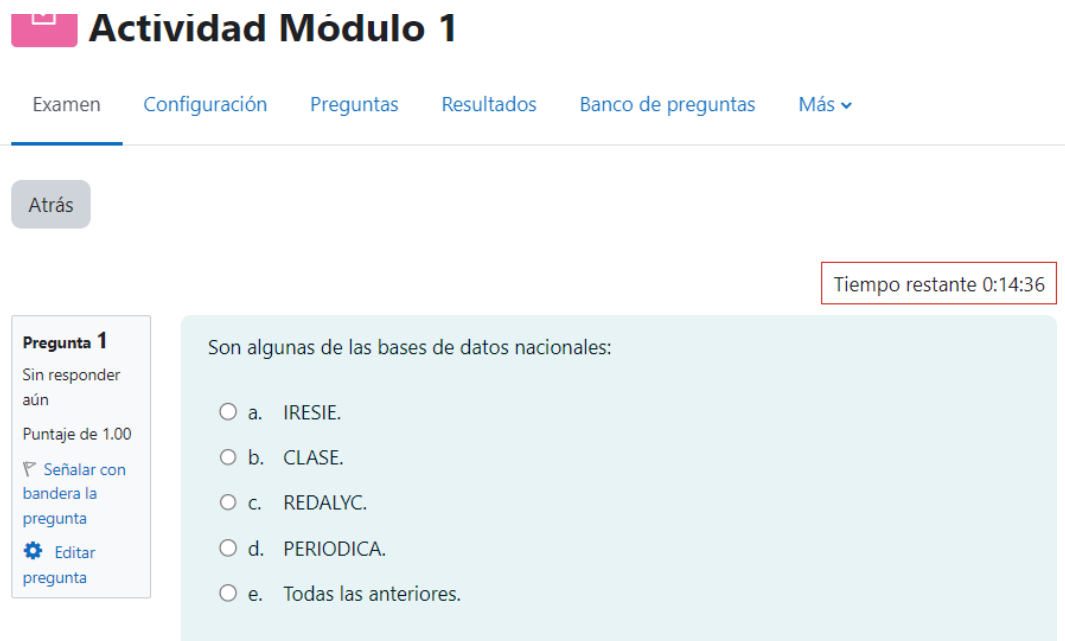 Actividad Módulo 1
Examen Configuración Preguntas Resultados Banco de preguntas Más
Atrás
Tiempo restante 0:14:36
Pregunta 1
Sin responder
aún
Puntaje de 1.00
Señalar con
bandera la
pregunta
Editar
pregunta
Son algunas de las bases de datos nacionales:
a. IRESIE.
b. CLASE.
c. REDALYC.
d. PERIODICA.
e. Todas las anteriores.